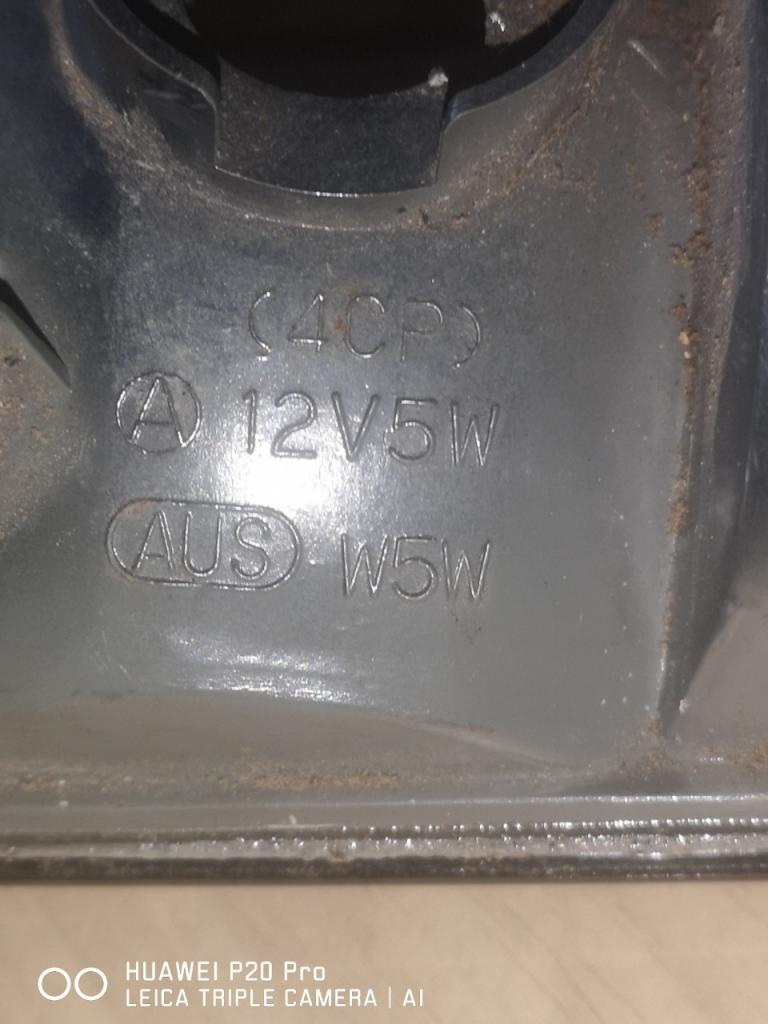 (4CP)
A 12V5W
AUS W5W
HUAWEI P20 Pro
LEICA TRIPLE CAMERA | AI